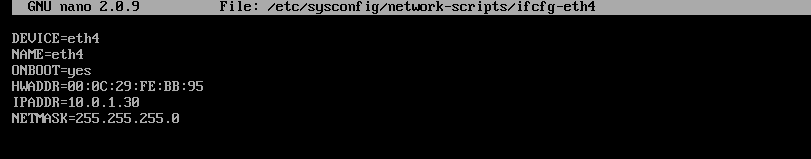 GNU nano 2.0.9 File: /etc/sysconfig/network-scripts/ifcfg-eth4
DEVICE=eth4
NAME=eth4
ONBOOT=yes
HWADDR=00:0C:29:FE:BB:95
IPADDR=10.0.1.30
NETMASK=255.255.255.0